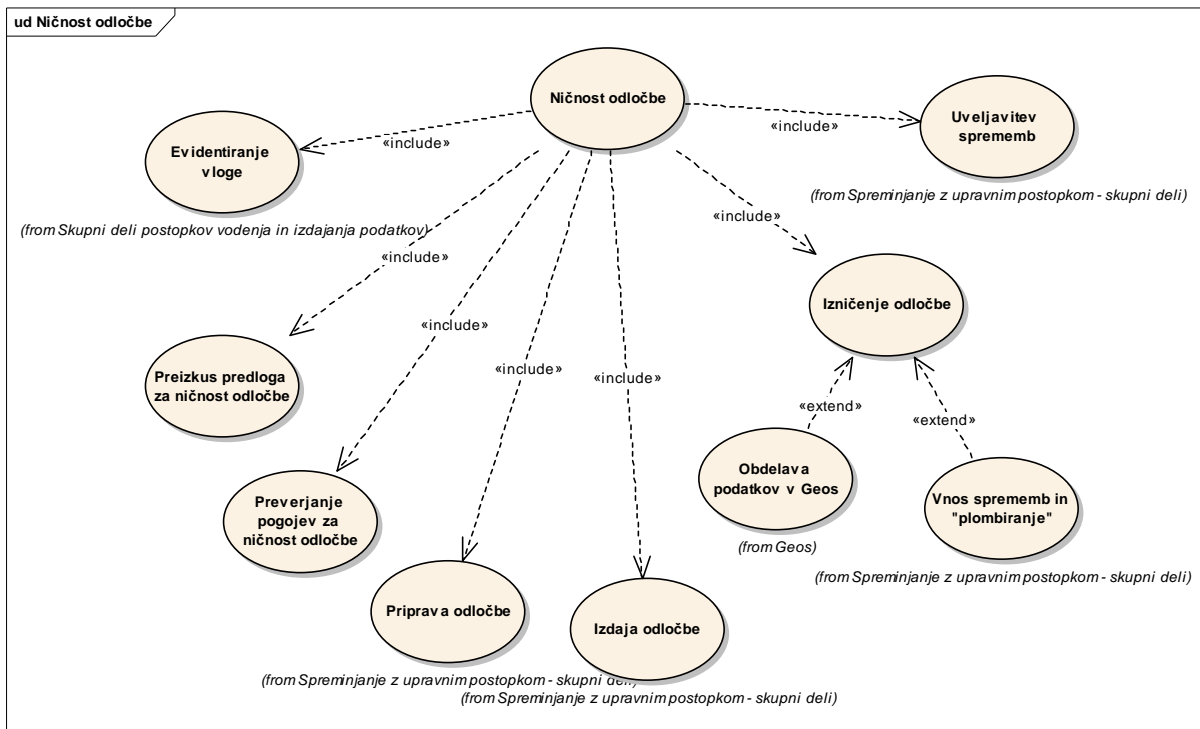 ud Ničnost odločbe
Ničnost odločbe
Uveljavitev
sprememb
(from Spreminjanje z upravnim postopkom - skupni deli)
«include»
Evidentiranje
vloge
(from Skupni deli postopkov vodenja in izdajanja podatkov)
«include»
«include»
«include»
Izničenje odločbe
«include»
«include»
«include»
Preizkus predloga
za ničnost odločbe
«extend»
«extend»
Obdelava
podatkov v Geos
(from Geos)
Vnos sprememb in
"plombiranje"
(from Spreminjanje z upravnim postopkom - skupni deli)
Preverjanje
pogojev za
ničnost odločbe
Priprava odločbe
(from Spreminjanje z upravnim postopkom - skupni deli)
Izdaja odločbe
(from Spreminjanje z upravnim postopkom - skupni deli)